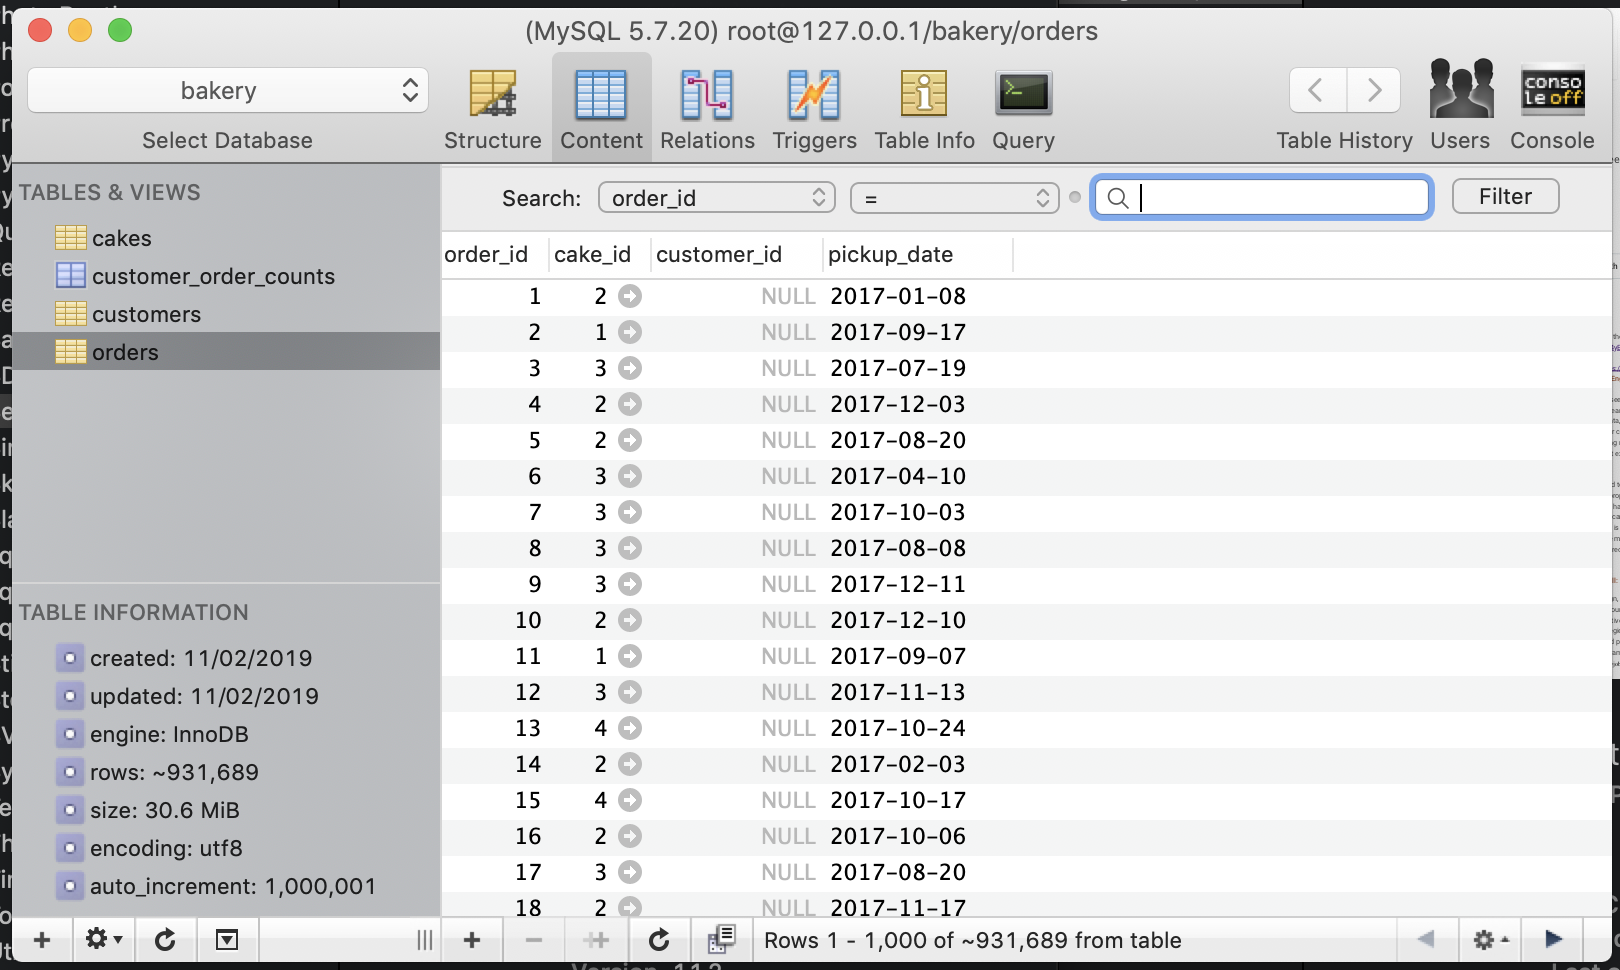 (MySQL 5.7.20) root@127.0.0.1/bakery/orders
bakery
Select Database
Structure
Content
Relations
Triggers
Table Info
Query
Table History
Users
conso
le off
Console
TABLES & VIEWS
cakes
customer_order_counts
customers
orders
Search: order_id = Filter
order_id cake_id customer_id pickup_date
1 2 NULL 2017-01-08
2 1 NULL 2017-09-17
3 3 NULL 2017-07-19
4 2 NULL 2017-12-03
5 2 NULL 2017-08-20
6 3 NULL 2017-04-10
7 3 NULL 2017-10-03
8 3 NULL 2017-08-08
9 3 NULL 2017-12-11
10 2 NULL 2017-12-10
11 1 NULL 2017-09-07
12 3 NULL 2017-11-13
13 4 NULL 2017-10-24
14 2 NULL 2017-02-03
15 4 NULL 2017-10-17
16 2 NULL 2017-10-06
17 3 NULL 2017-08-20
18 2 NULL 2017-11-17
TABLE INFORMATION
created: 11/02/2019
updated: 11/02/2019
engine: InnoDB
rows: ~931,689
size: 30.6 MiB
encoding: utf8
auto_increment: 1,000,001
Rows 1 - 1,000 of ~931,689 from table